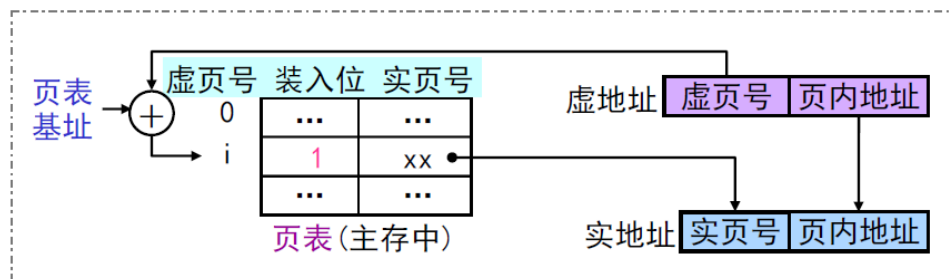 虚页号 装入位 实页号
页表
基址
+
0
... ...
i
1 xx
... ...
页表(主存中)
虚地址 虚页号 页内地址
实地址 实页号 页内地址